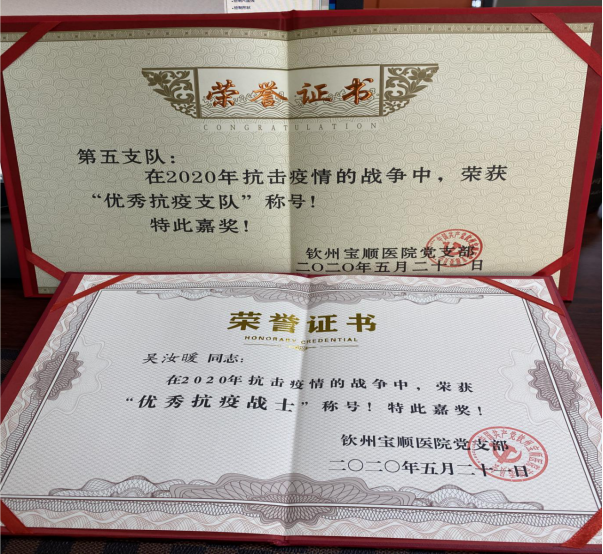 荣誉证书
CONGRATULATION
第五支队：
在2020年抗击疫情的战争中，荣获
“优秀抗疫支队”称号！
特此嘉奖！
钦州宝顺医院党支部
二〇二〇年五月二十一日
荣誉证书
HONORARY CREDENTIAL
吴汝暖 同志：
在2020年抗击疫情的战争中，荣获
“优秀抗疫战士”称号！特此嘉奖！
钦州宝顺医院党支部
二〇二〇年五月二十一日